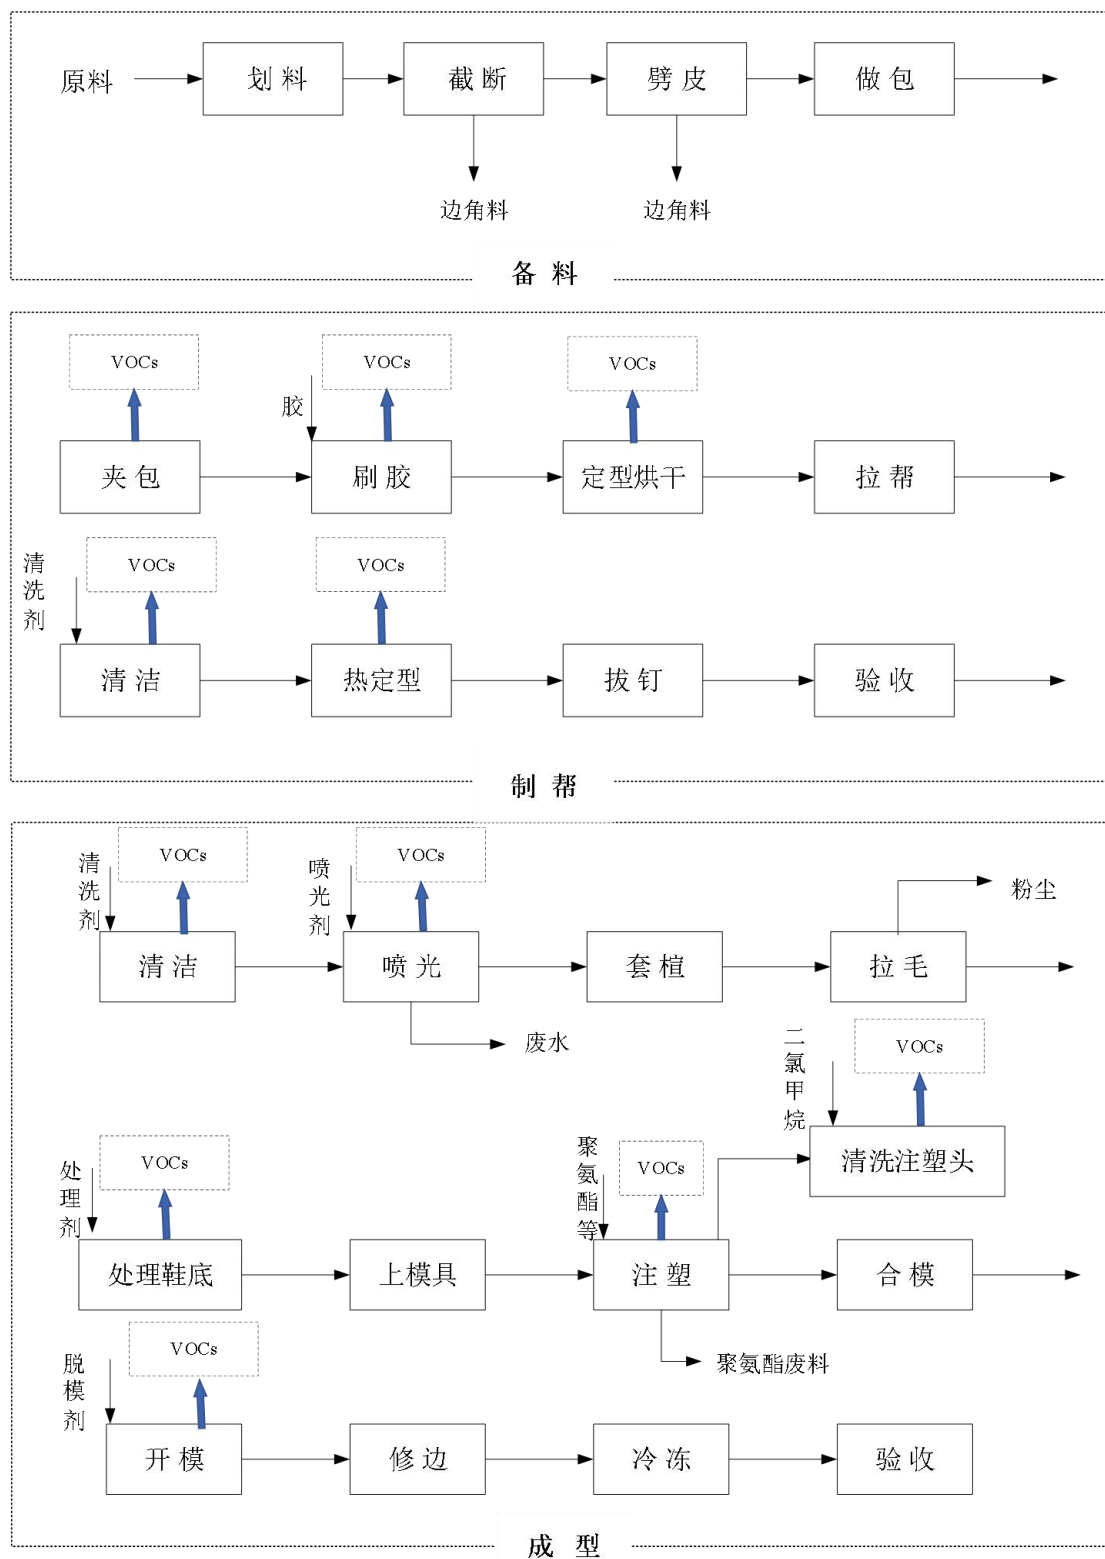 原料
划 料
截 断
劈 皮
做 包
边角料
边角料
备 料
VOCs
VOCs
VOCs
胶
夹 包
刷 胶
定型烘干
拉 帮
清洗剂
VOCs
VOCs
清 洁
热定型
拔 钉
验 收
制 帮
清洗剂
VOCs
喷光剂
VOCs
粉尘
清 洁
喷 光
套 楦
拉 毛
废水
二氯甲烷
VOCs
清洗注塑头
处理剂
VOCs
聚氨酯等
VOCs
处理鞋底
上模具
注 塑
合 模
聚氨酯废料
脱模剂
VOCs
开 模
修 边
冷 冻
验 收
成 型